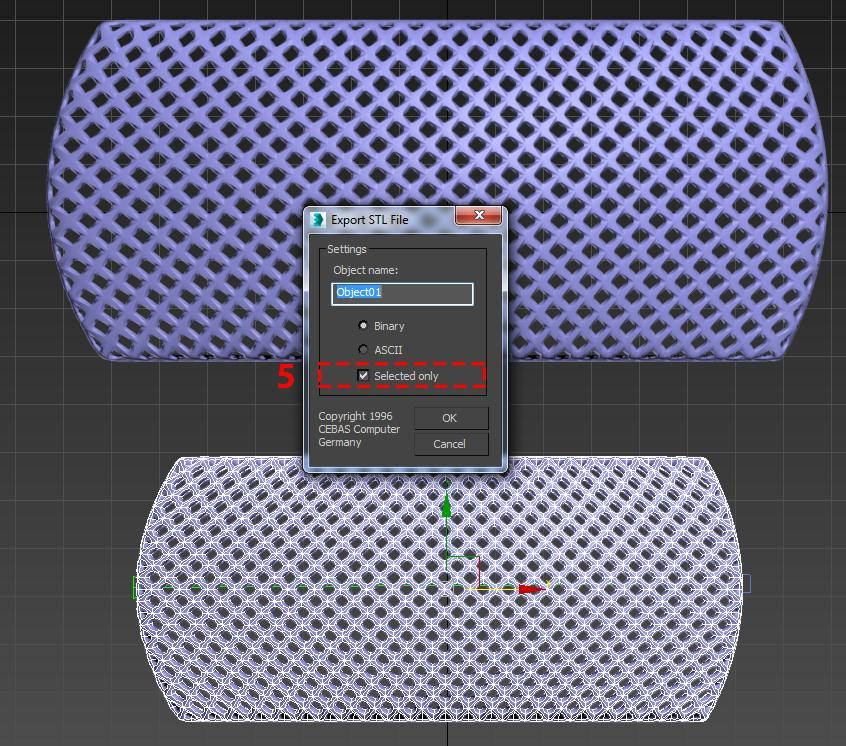 Export STL File
Settings
Object name:
Object01
Binary
ASCII
5
Selected only
Copyright 1996
CEBAS Computer
Germany
OK
Cancel